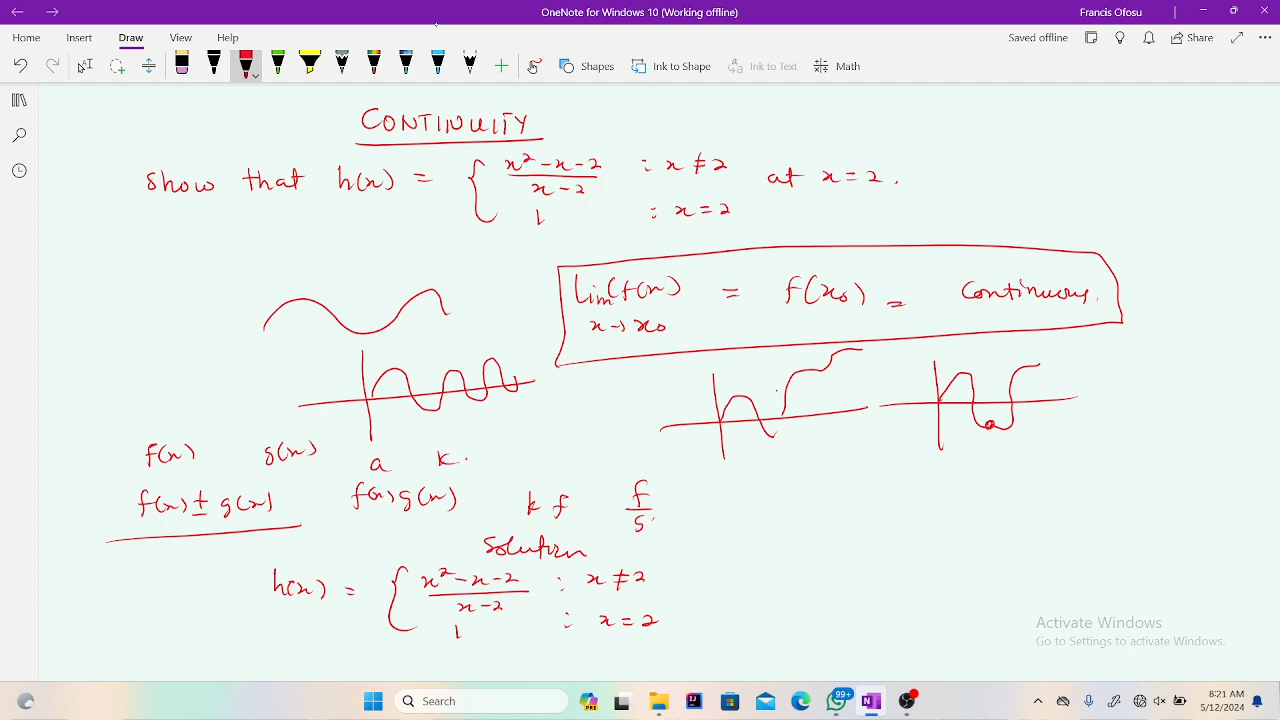 OneNote for Windows 10 (Working offline)
Francis Ofosu
Home Insert Draw View Help
Saved offline
Share
Shapes
Ink to Shape
Ink to Text
Math
CONTINUITY
Show that h(x) = { x² - x - 2 / x - 2 : x ≠ 2 at x = 2.
1 : x = 2
lim f(x) = f(x₀) = Continuous.
x → x₀
f(x) g(x) a k.
f(x) ± g(x) f(x) g(x) k f f/g
Solution
h(x) = { x² - x - 2 / x - 2 : x ≠ 2
1 : x = 2
Activate Windows
Go to Settings to activate Windows.
Search
PRE
99+
8:21 AM
5/12/2024